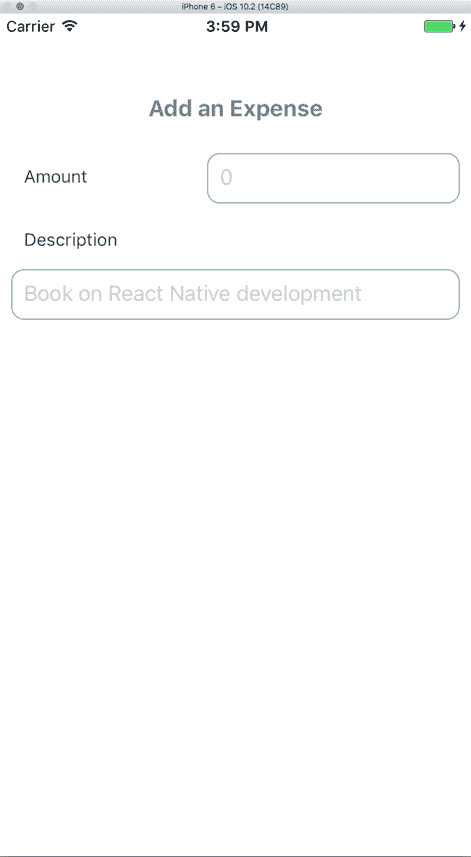 iPhone 6 – iOS 10.2 (14C89)
Carrier 3:59 PM
Add an Expense
Amount 0
Description
Book on React Native development